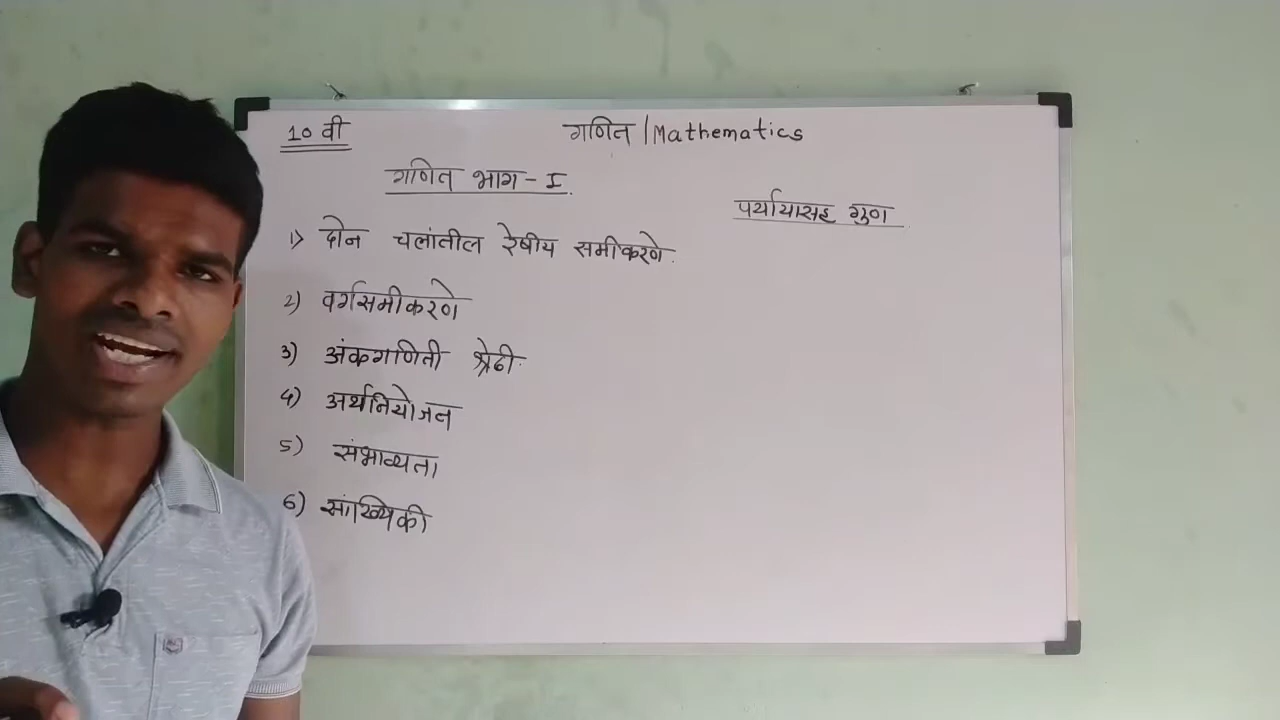 10 वी
गणित / Mathematics
गणित भाग - I
पर्यायासह गुण
1) दोन चलांतील रेषीय समीकरणे.
2) वर्गसमीकरणे
3) अंकगणिती श्रेढी.
4) अर्थनियोजन
5) संभाव्यता
6) सांख्यिकी